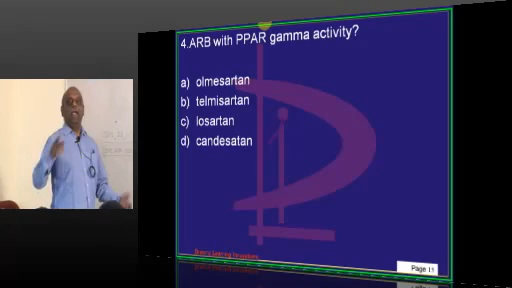 4.ARB with PPAR gamma activity?
a) olmesartan
b) telmisartan
c) losartan
d) candesatan
Page 11